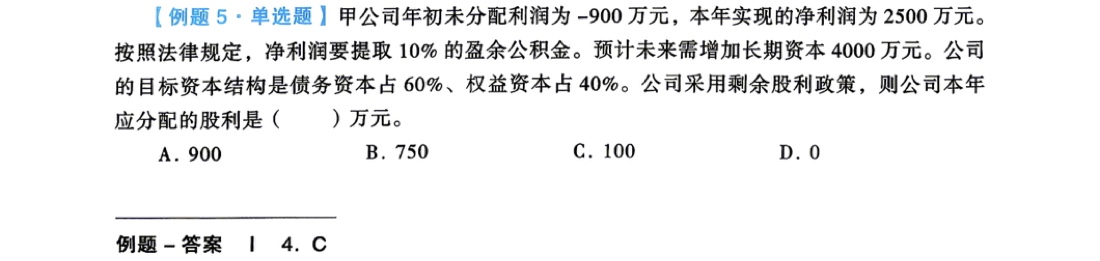 【例题 5 · 单选题】甲公司年初未分配利润为 -900 万元，本年实现的净利润为 2500 万元。
按照法律规定，净利润要提取 10% 的盈余公积金。预计未来需增加长期资本 4000 万元。公司
的目标资本结构是债务资本占 60%、权益资本占 40%。公司采用剩余股利政策，则公司本年
应分配的股利是（　　）万元。
A. 900　　B. 750　　C. 100　　D. 0
例题 – 答案 | 4. C